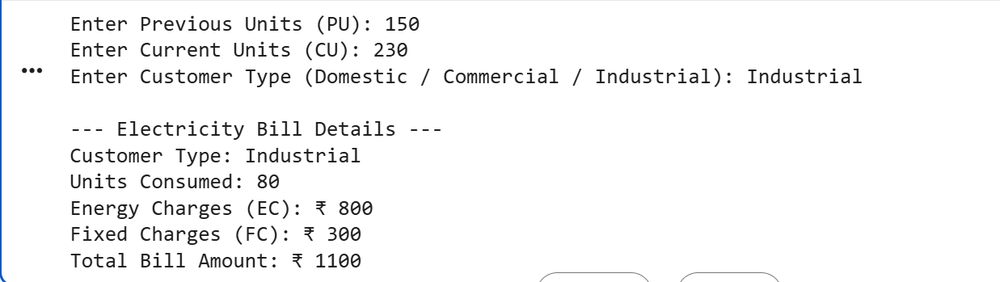 Enter Previous Units (PU): 150
Enter Current Units (CU): 230
Enter Customer Type (Domestic / Commercial / Industrial): Industrial
--- Electricity Bill Details ---
Customer Type: Industrial
Units Consumed: 80
Energy Charges (EC): ₹ 800
Fixed Charges (FC): ₹ 300
Total Bill Amount: ₹ 1100